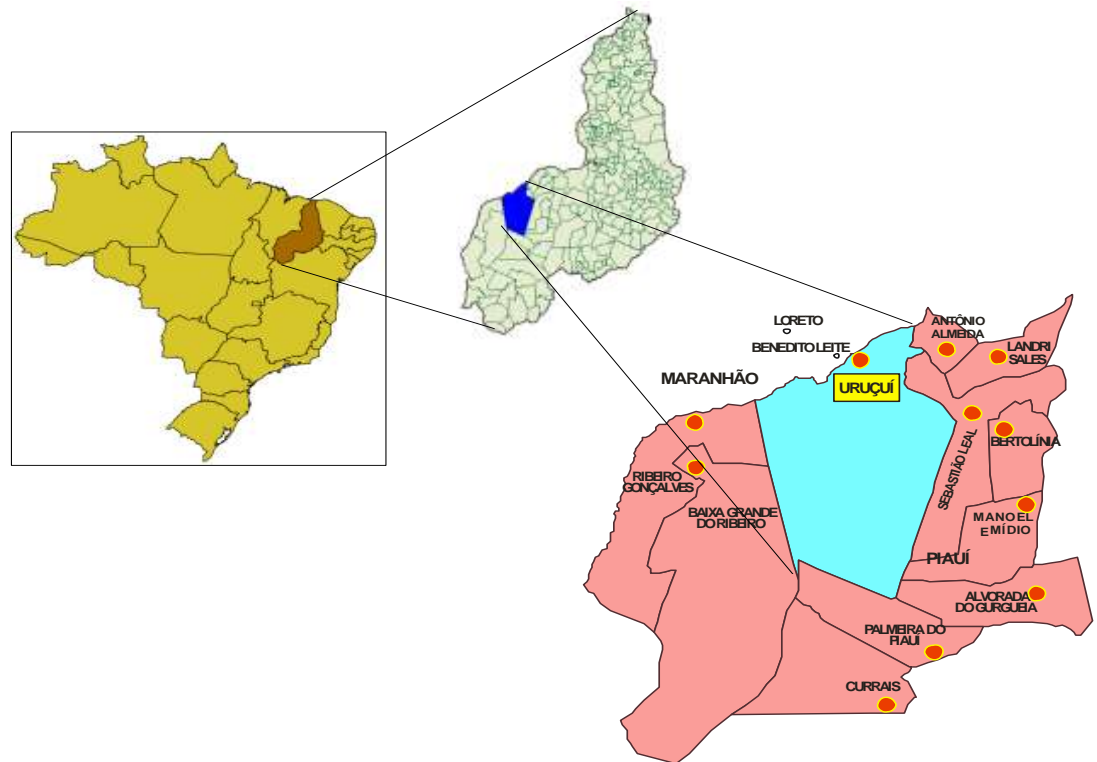 LORETO
ANTÔNIO
ALMEIDA
BENEDITO LEITE
LANDRI
SALES
MARANHÃO
URUÇUÍ
BERTOLÍNIA
SEBASTIÃO LEAL
RIBEIRO
GONÇALVES
BAIXA GRANDE
DO RIBEIRO
MANOEL
EMÍDIO
PIAUÍ
ALVORADA
DO GURGUEIA
PALMEIRA DO
PIAUÍ
CURRAIS